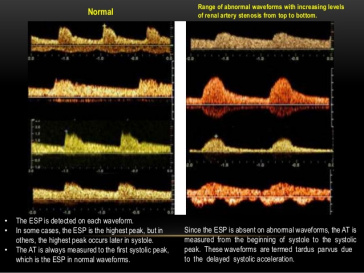 Normal
Range of abnormal waveforms with increasing levels
of renal artery stenosis from top to bottom.
• The ESP is detected on each waveform.
• In some cases, the ESP is the highest peak, but in
others, the highest peak occurs later in systole.
• The AT is always measured to the first systolic peak,
which is the ESP in normal waveforms.
Since the ESP is absent on abnormal waveforms, the AT is
measured from the beginning of systole to the systolic
peak. These waveforms are termed tardus parvus due
to the delayed systolic acceleration.